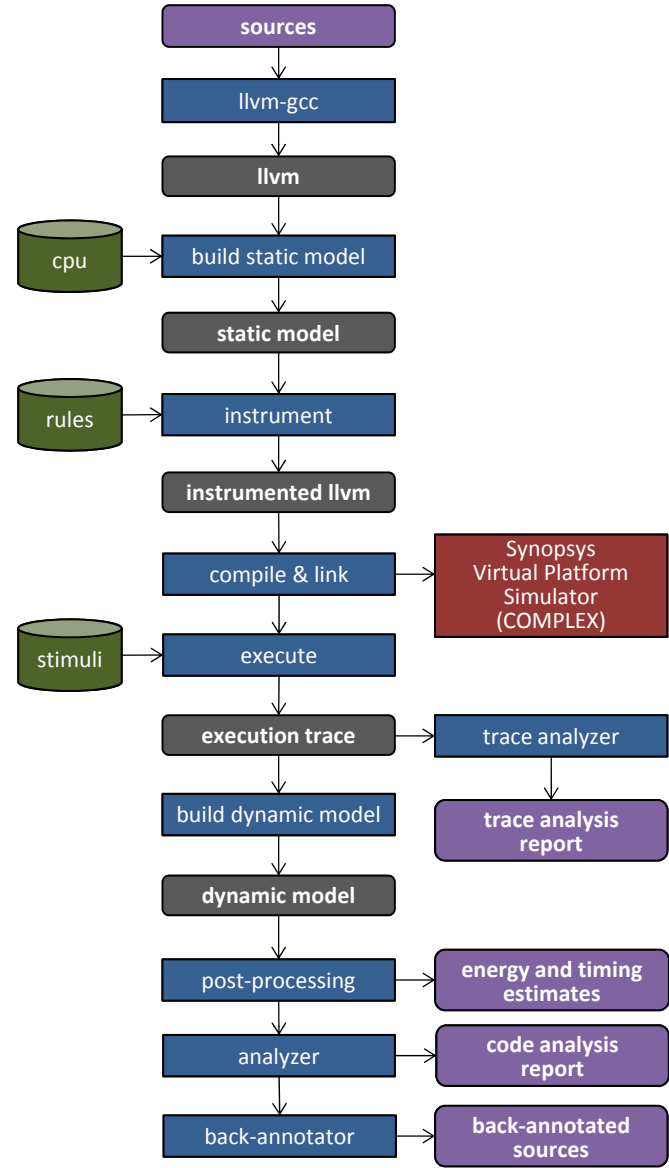 sources
llvm-gcc
llvm
cpu
build static model
static model
rules
instrument
instrumented llvm
compile & link
Synopsys
Virtual Platform
Simulator
(COMPLEX)
stimuli
execute
execution trace
trace analyzer
build dynamic model
trace analysis
report
dynamic model
post-processing
energy and timing
estimates
analyzer
code analysis
report
back-annotator
back-annotated
sources